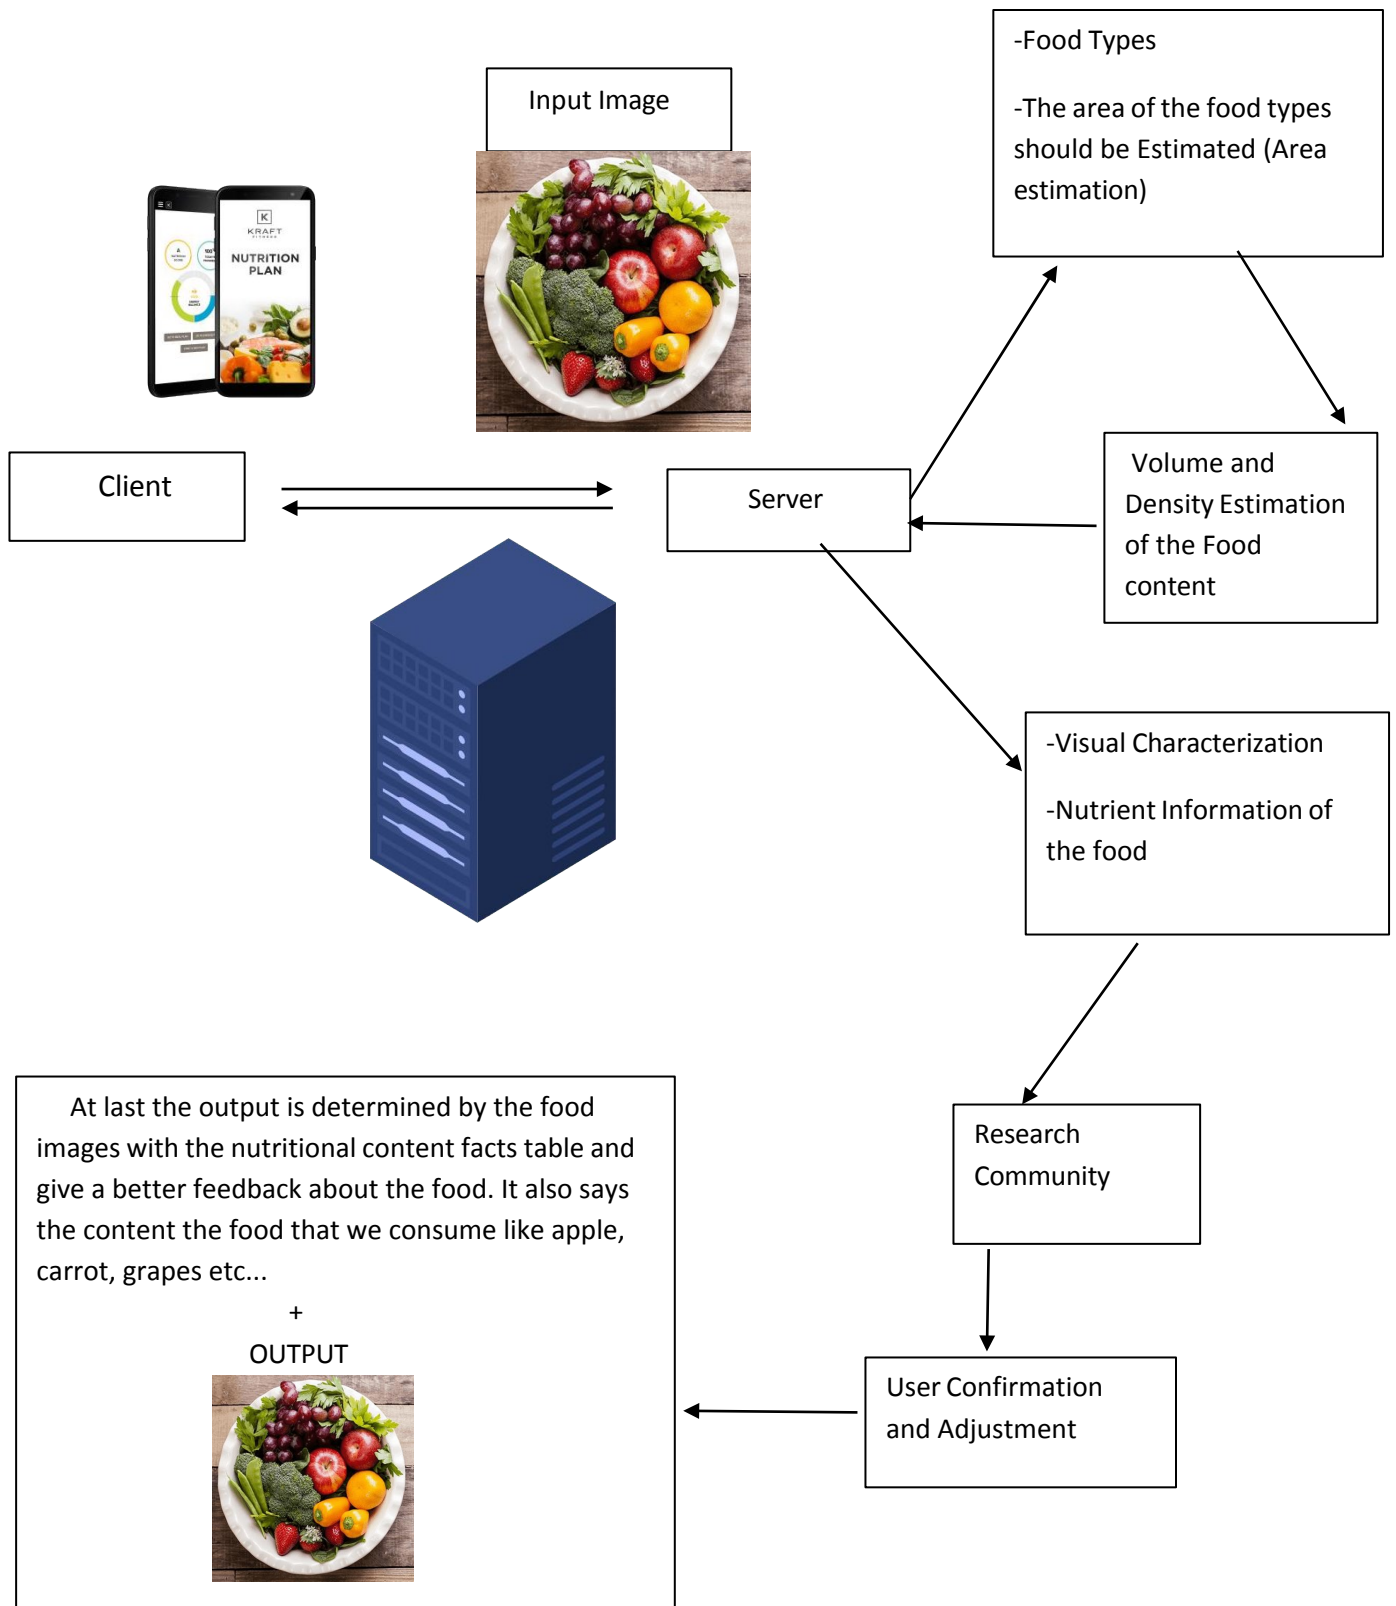 -Food Types
-The area of the food types
should be Estimated (Area
estimation)
Input Image
K
KRAFT
FITNESS
NUTRITION
PLAN
Client
Server
Volume and
Density Estimation
of the Food
content
-Visual Characterization
-Nutrient Information of
the food
Research
Community
User Confirmation
and Adjustment
At last the output is determined by the food
images with the nutritional content facts table and
give a better feedback about the food. It also says
the content the food that we consume like apple,
carrot, grapes etc...
+
OUTPUT